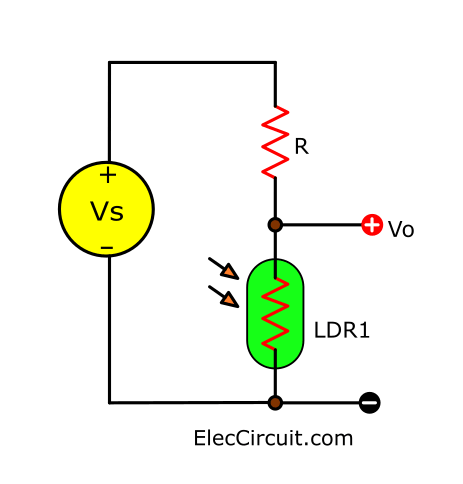 R
+
Vs
–
+ Vo
LDR1
–
ElecCircuit.com